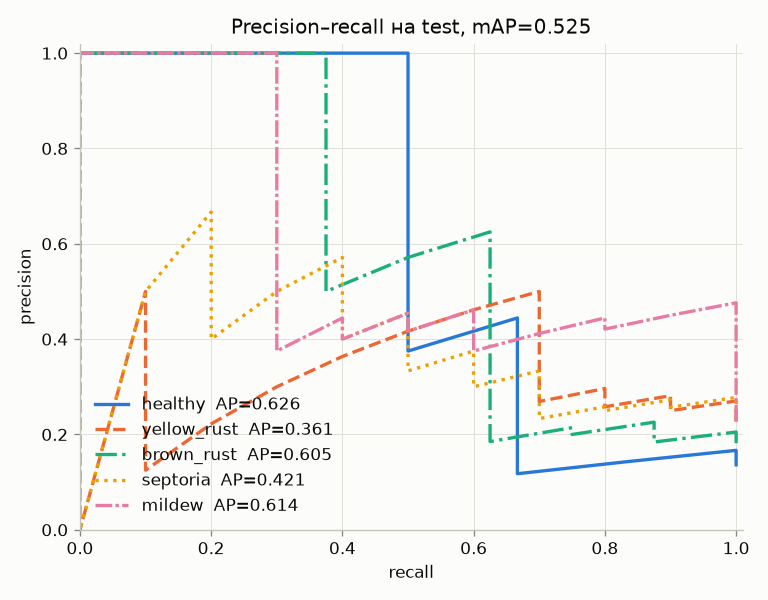 Precision–recall на test, mAP=0.525
precision
1.0
0.8
0.6
0.4
0.2
0.0
healthy AP=0.626
yellow_rust AP=0.361
brown_rust AP=0.605
septoria AP=0.421
mildew AP=0.614
0.0 0.2 0.4 0.6 0.8 1.0
recall